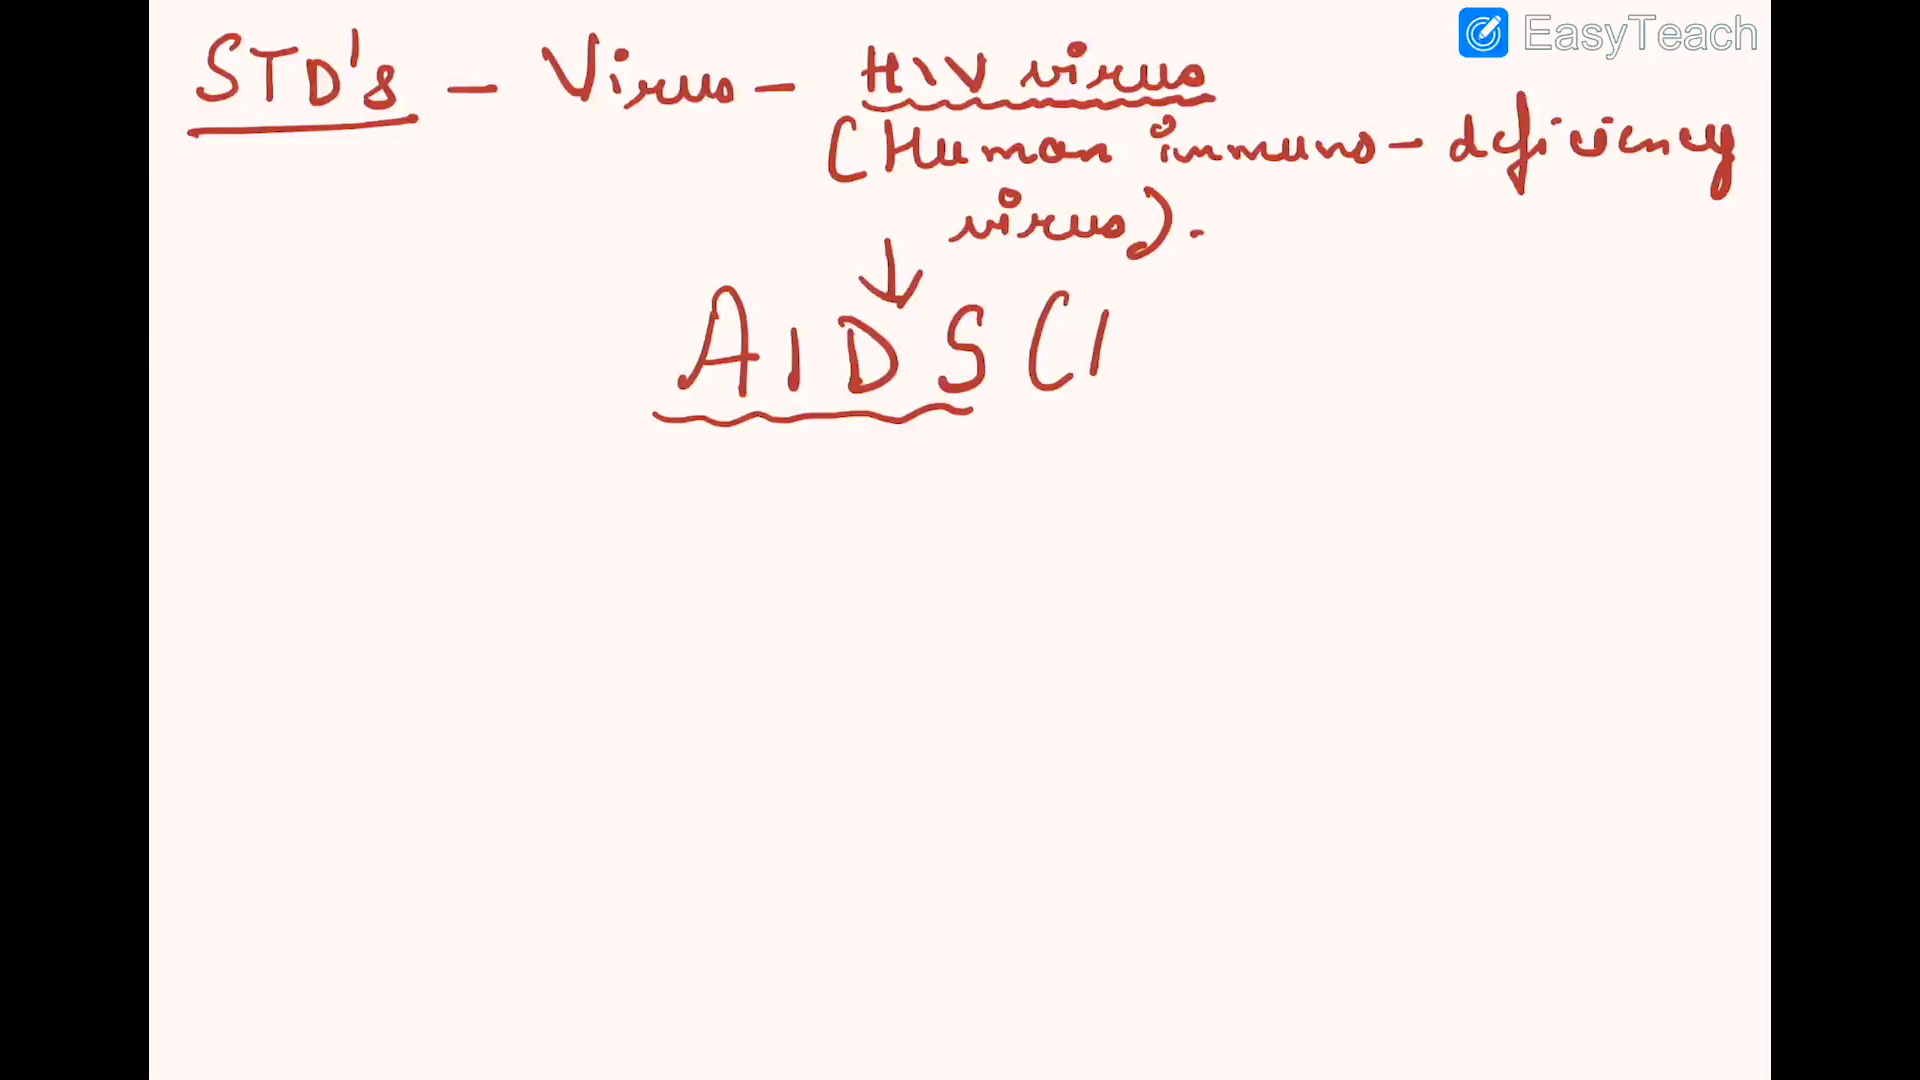 EasyTeach
STD's - Virus - HIV virus
(Human immuno-deficiency
virus).
↓
AIDS (